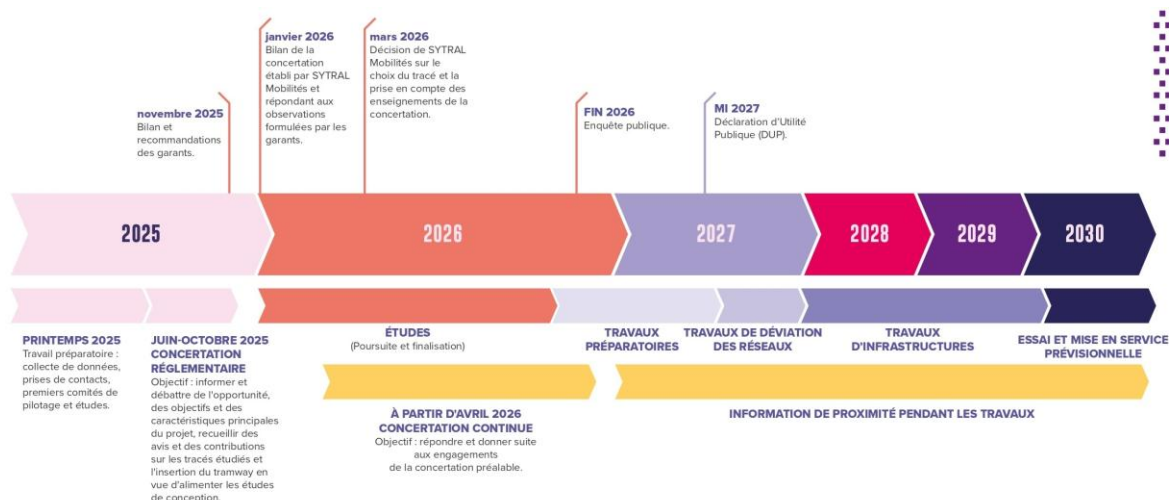 novembre 2025
Bilan et
recommandations
des garants.
janvier 2026
Bilan de la
concertation
établi par SYTRAL
Mobilités et
répondant aux
observations
formulées par les
garants.
mars 2026
Décision de SYTRAL
Mobilités sur le
choix du tracé et la
prise en compte des
enseignements de la
concertation.
FIN 2026
Enquête publique.
MI 2027
Déclaration d'Utilité
Publique (DUP).
2025
2026
2027
2028
2029
2030
PRINTEMPS 2025
Travail préparatoire :
collecte de données,
prises de contacts,
premiers comités de
pilotage et études.
JUIN-OCTOBRE 2025
CONCERTATION
RÉGLEMENTAIRE
Objectif : informer et
débattre de l'opportunité,
des objectifs et des
caractéristiques principales
du projet, recueillir des
avis et des contributions
sur les tracés étudiés et
l'insertion du tramway en
vue d'alimenter les études
de conception.
ÉTUDES
(Poursuite et finalisation)
TRAVAUX
PRÉPARATOIRES
TRAVAUX DE DÉVIATION
DES RÉSEAUX
TRAVAUX
D'INFRASTRUCTURES
ESSAI ET MISE EN SERVICE
PRÉVISIONNELLE
À PARTIR D'AVRIL 2026
CONCERTATION CONTINUE
Objectif : répondre et donner suite
aux engagements
de la concertation préalable.
INFORMATION DE PROXIMITÉ PENDANT LES TRAVAUX